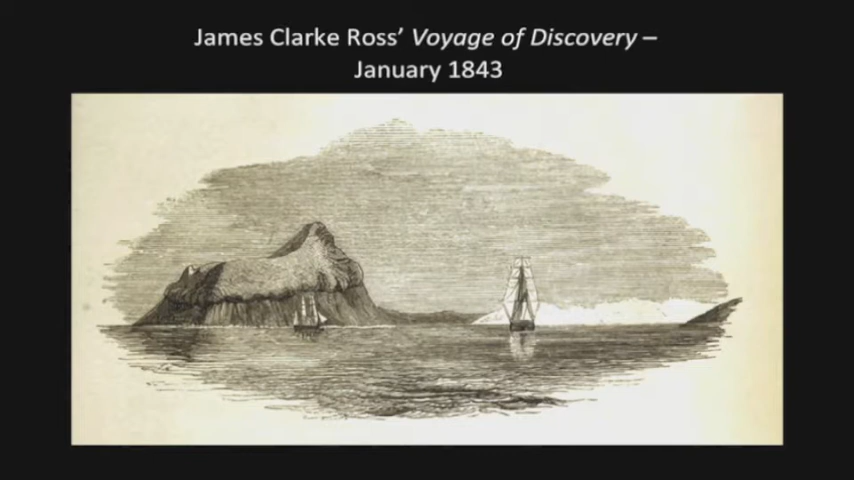 James Clarke Ross’ Voyage of Discovery –
January 1843